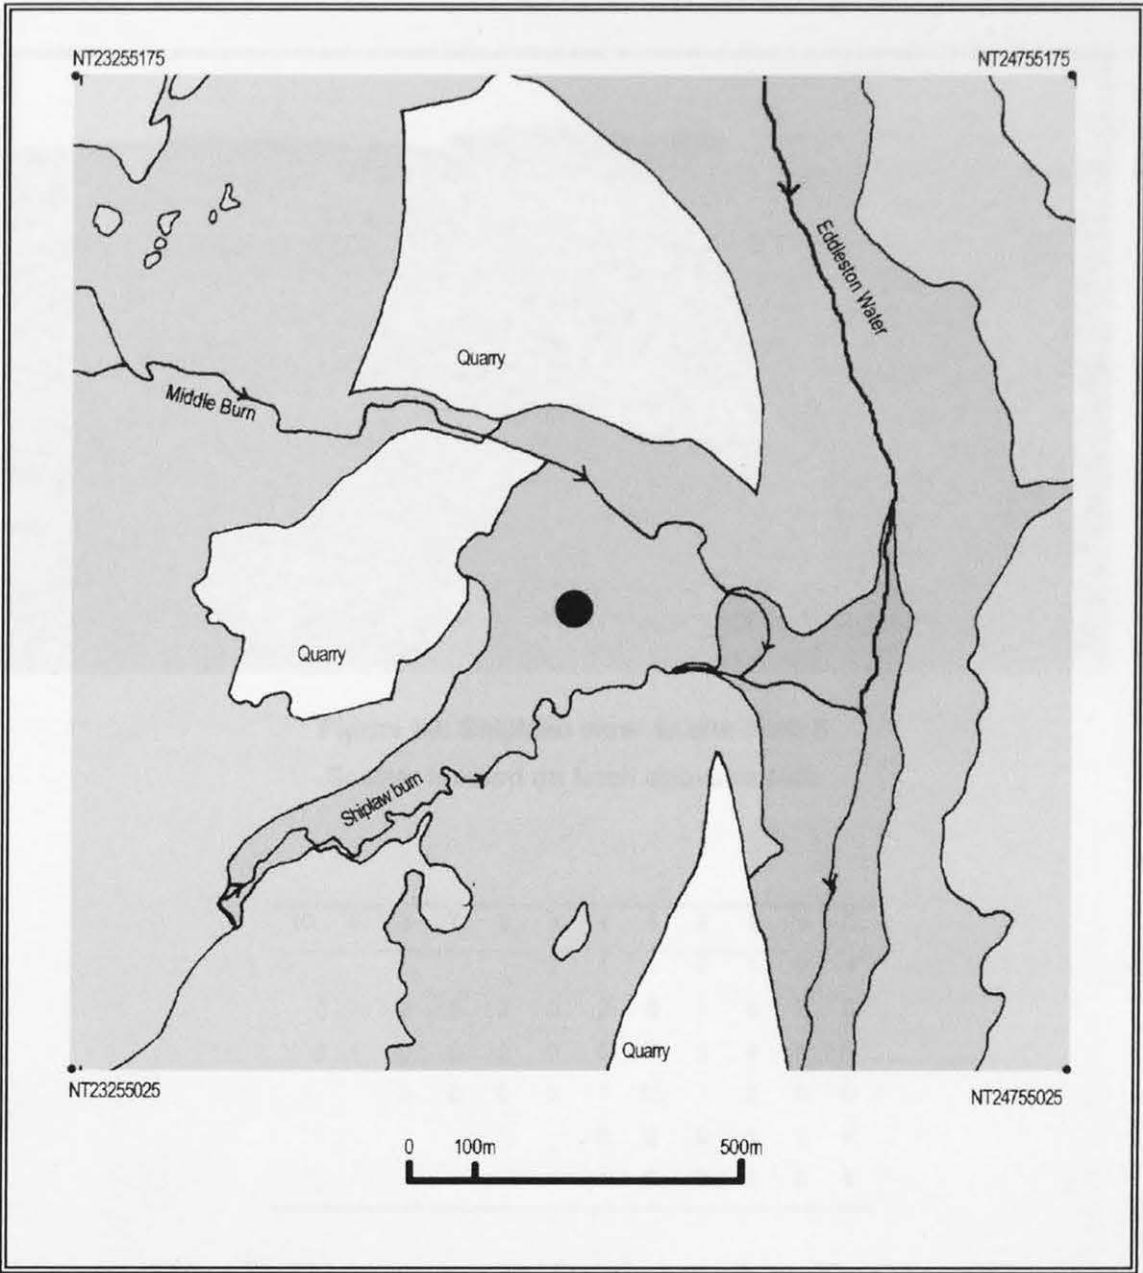 NT23255175
NT24755175
Eddleston Water
Quarry
Middle Burn
Quarry
Shiplaw burn
Quarry
NT23255025
NT24755025
0 100m 500m